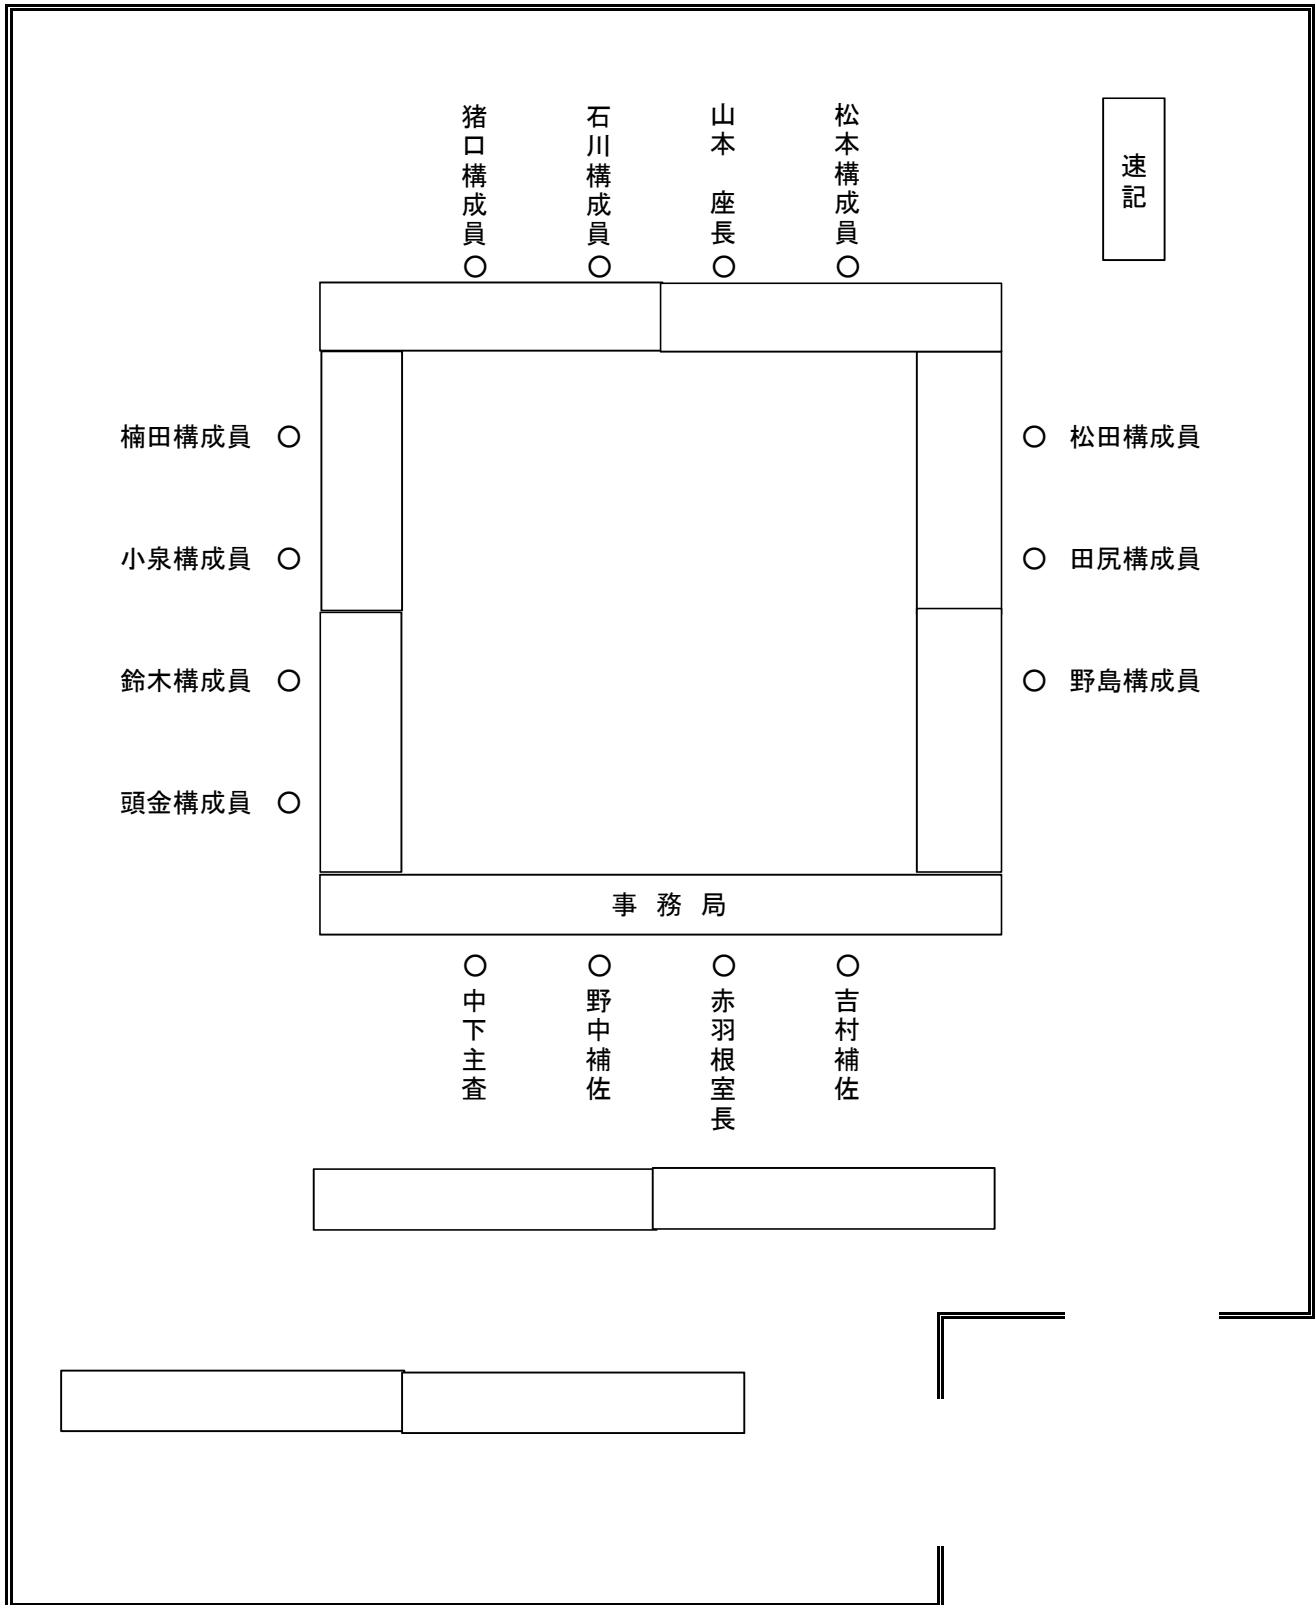 猪口構成員
石川構成員
山本 座長
松本構成員
速記
楠田構成員
松田構成員
小泉構成員
田尻構成員
鈴木構成員
野島構成員
頭金構成員
事 務 局
中下主査
野中補佐
赤羽根室長
吉村補佐